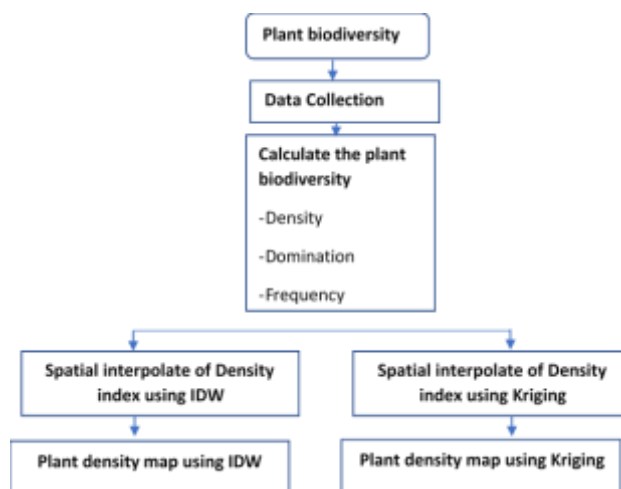 Plant biodiversity
Data Collection
Calculate the plant
biodiversity
-Density
-Domination
-Frequency
Spatial interpolate of Density
index using IDW
Spatial interpolate of Density
index using Kriging
Plant density map using IDW
Plant density map using Kriging